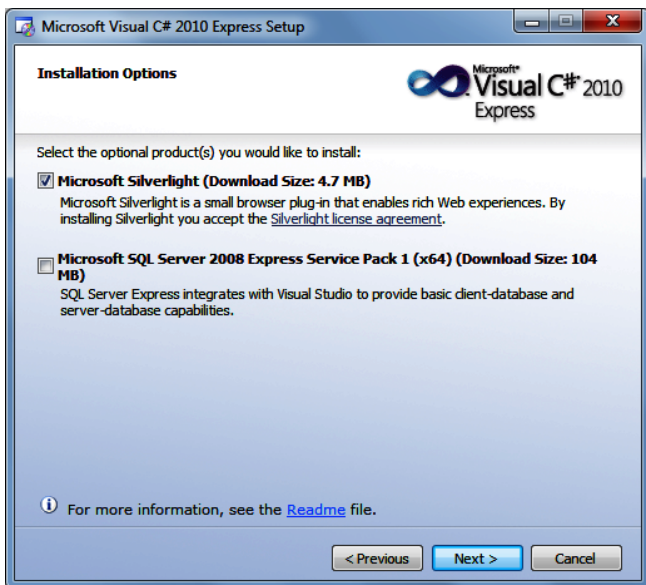 Microsoft Visual C# 2010 Express Setup
Installation Options
Microsoft®
Visual C#® 2010
Express
Select the optional product(s) you would like to install:
Microsoft Silverlight (Download Size: 4.7 MB)
Microsoft Silverlight is a small browser plug-in that enables rich Web experiences. By
installing Silverlight you accept the Silverlight license agreement.
Microsoft SQL Server 2008 Express Service Pack 1 (x64) (Download Size: 104
MB)
SQL Server Express integrates with Visual Studio to provide basic client-database and
server-database capabilities.
For more information, see the Readme file.
< Previous
Next >
Cancel